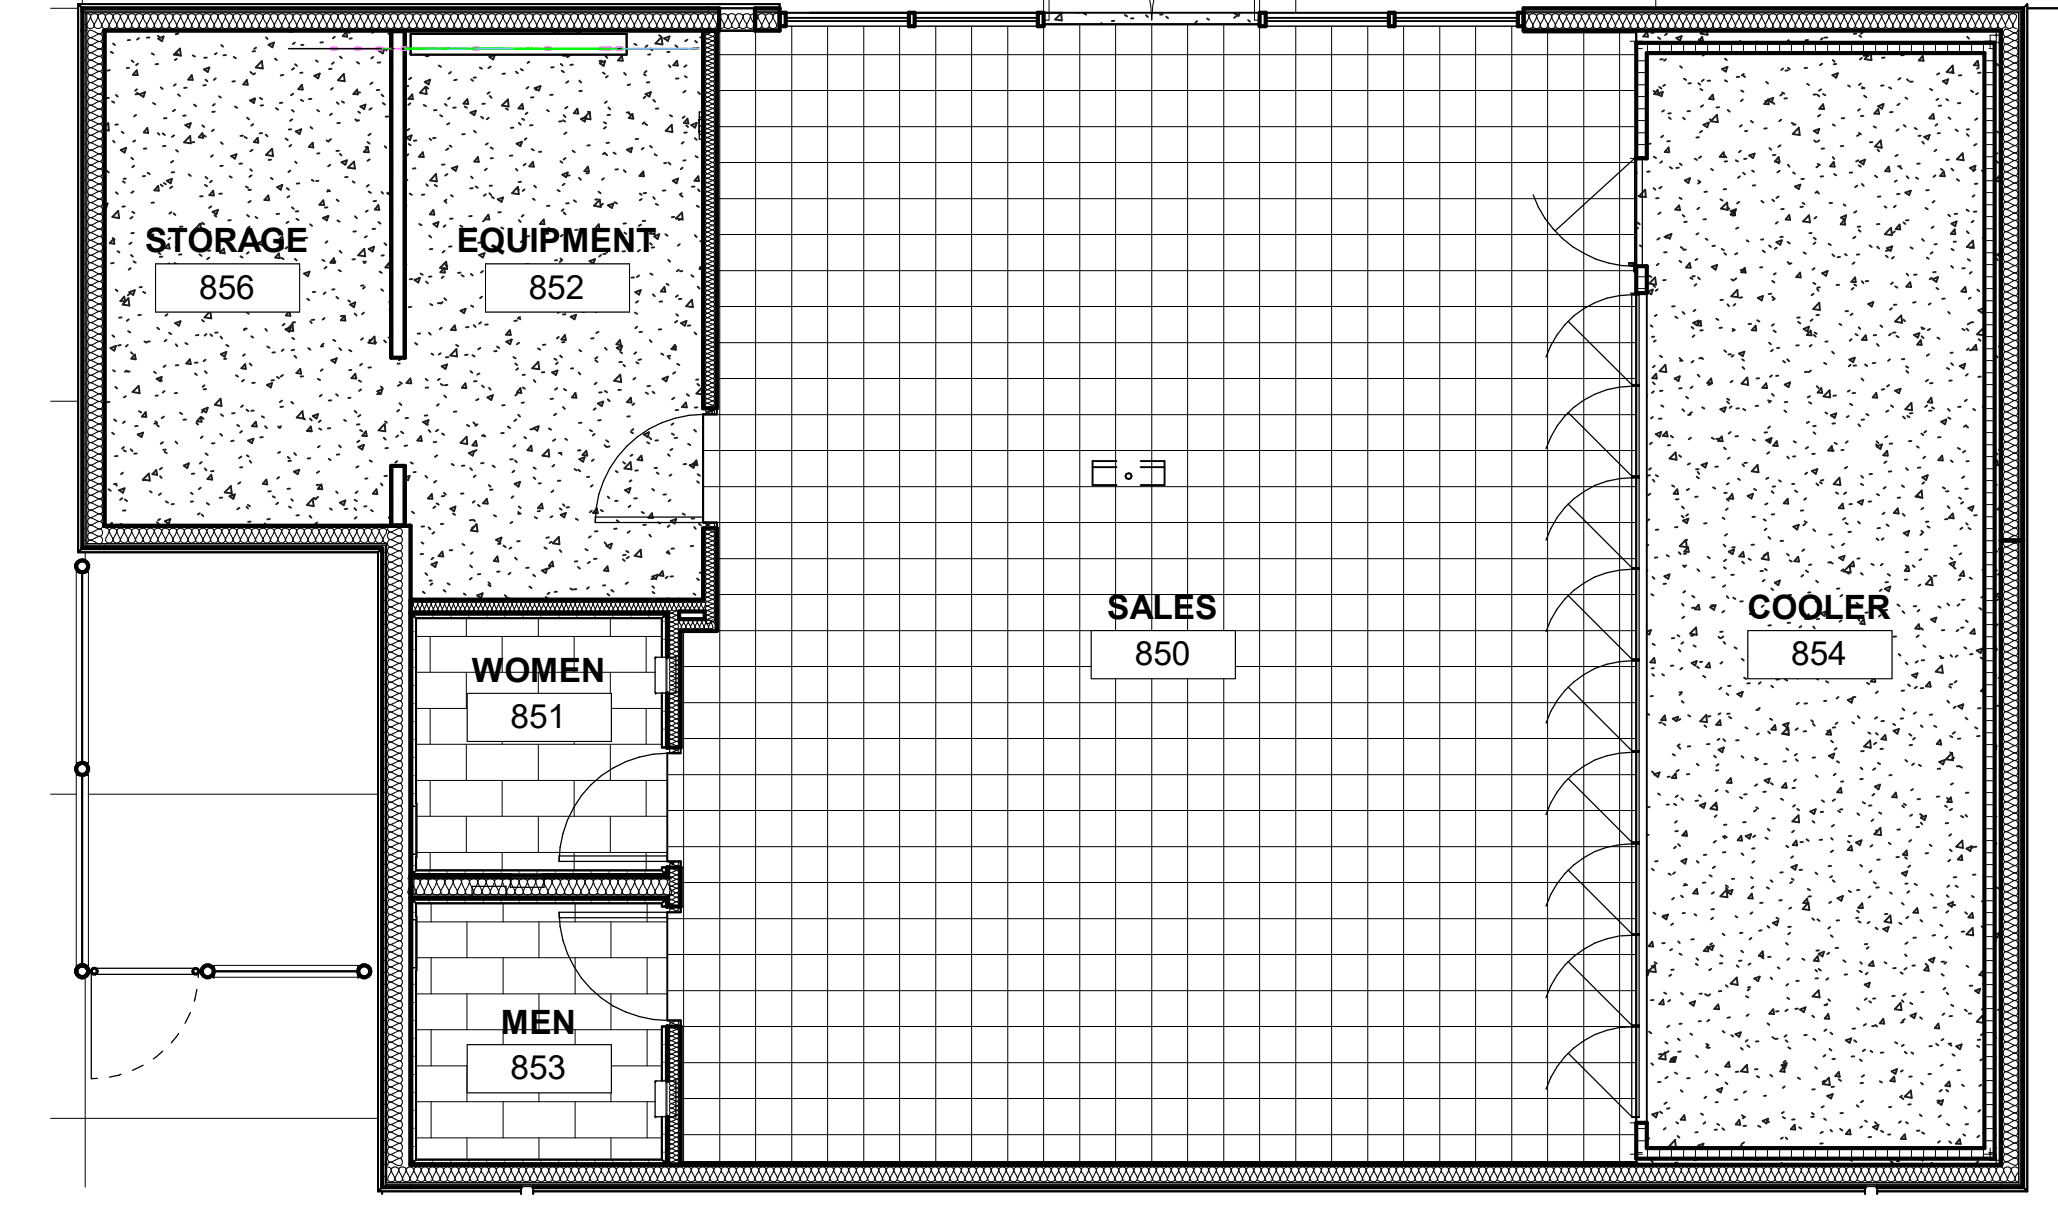 STORAGE
856
EQUIPMENT
852
SALES
850
COOLER
854
WOMEN
851
MEN
853